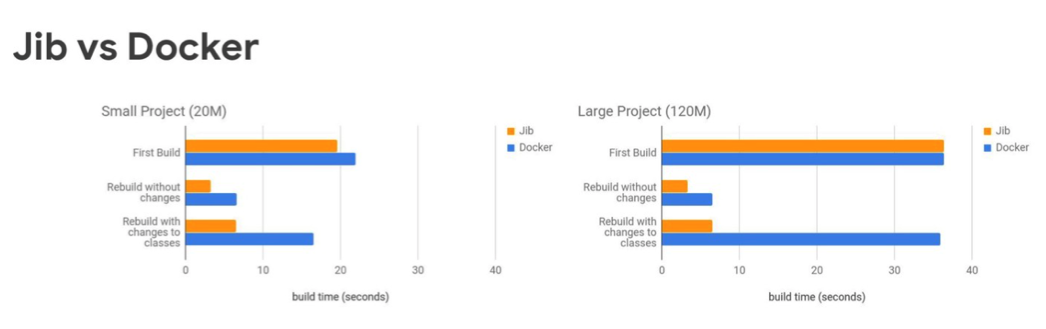 Jib vs Docker
Small Project (20M)
Jib
Docker
First Build
Rebuild without
changes
Rebuild with
changes to
classes
0 10 20 30 40
build time (seconds)
Large Project (120M)
Jib
Docker
First Build
Rebuild without
changes
Rebuild with
changes to
classes
0 10 20 30 40
build time (seconds)